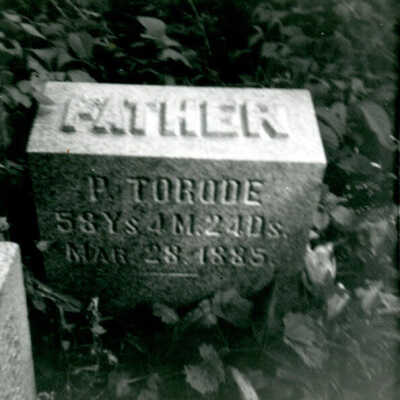 FATHER
P. TORODE
58Ys 4M. 24Ds.
MAR. 28. 1885.